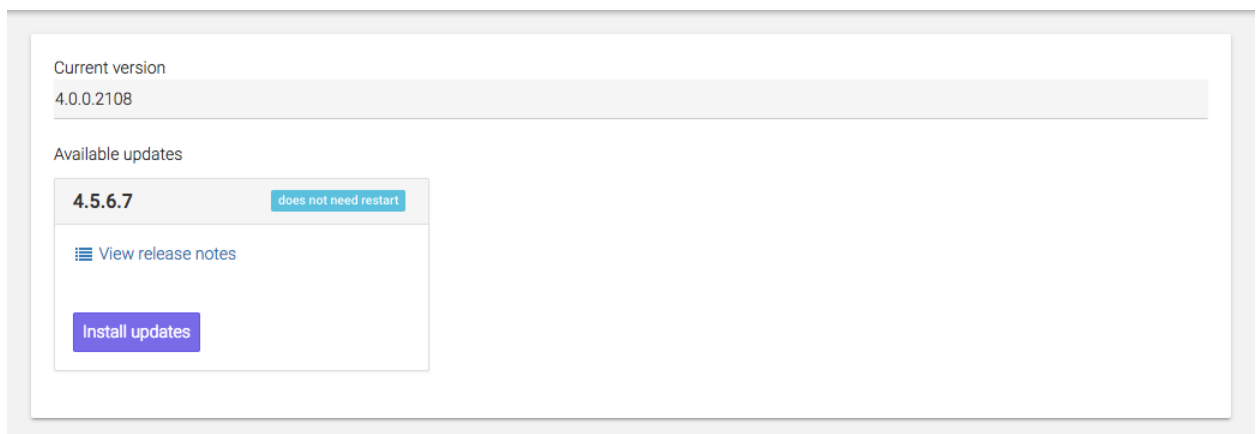 Current version
4.0.0.2108
Available updates
4.5.6.7 does not need restart
View release notes
Install updates